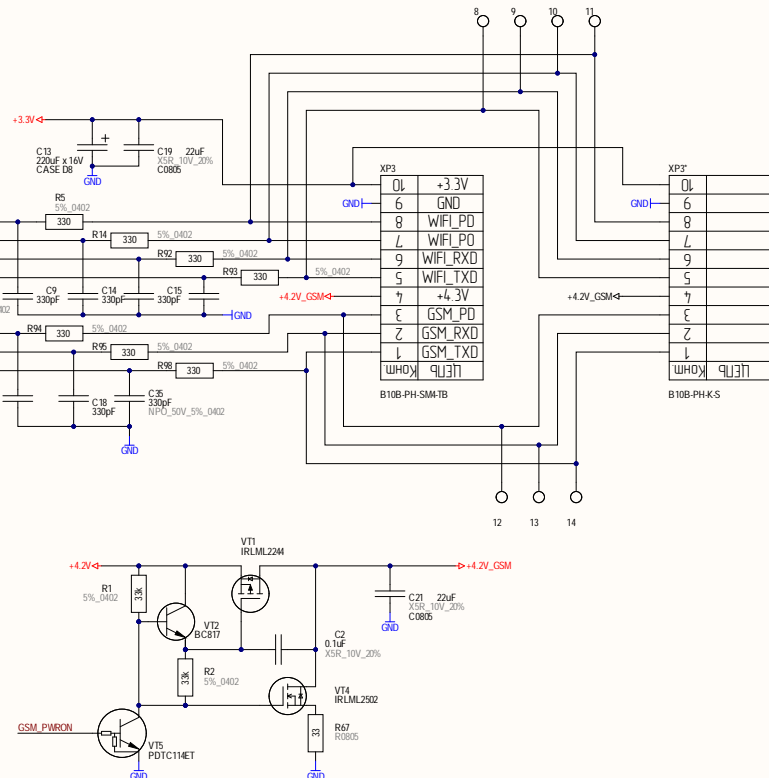 8 9 10 11
+3.3V
C13
220uF x 16V
CASE D8
+
C19 22uF
X5R_10V_20%
C0805
GND
XP3
10 +3.3V
GND 9 GND
8 WIFI_PD
7 WIFI_PO
6 WIFI_RXD
5 WIFI_TXD
+4.2V_GSM 4 +4.3V
3 GSM_PD
2 GSM_RXD
1 GSM_TXD
Конт. ЦЕПЬ
B10B-PH-SM4-TB
XP3*
10
GND 9
8
7
6
5
+4.2V_GSM 4
3
2
1
Конт. ЦЕПЬ
B10B-PH-K-S
R5
5%_0402
330
R14 330 5%_0402
R92 330 5%_0402
R93 330 5%_0402
C9
330pF
C14
330pF
C15
330pF
GND
R94 330 5%_0402
R95 330 5%_0402
R98 330 5%_0402
C18
330pF
C35
330pF
NPO_50V_5%_0402
GND
12 13 14
+4.2V
R1
5%_0402
33k
VT2
BC817
VT1
IRLML2244
R2
5%_0402
33k
C2
0.1uF
X5R_10V_20%
+4.2V_GSM
C21 22uF
X5R_10V_20%
C0805
GND
VT4
IRLML2502
33
R67
R0805
GND
GSM_PWRON
VT5
PDTC114ET
GND